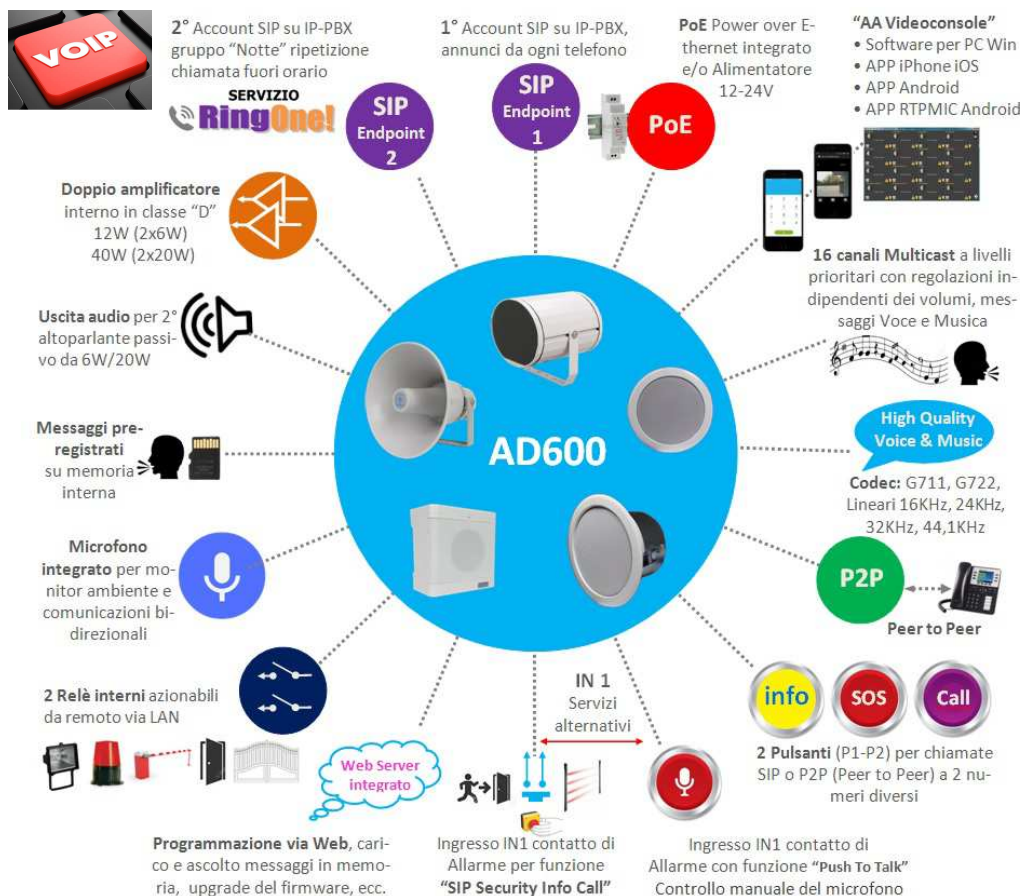 VOIP
2° Account SIP su IP-PBX
gruppo "Notte" ripetizione
chiamata fuori orario
SERVIZIO
RingOne!
SIP
Endpoint
2
1° Account SIP su IP-PBX,
annunci da ogni telefono
SIP
Endpoint
1
PoE Power over E-
thernet integrato
e/o Alimentatore
12-24V
PoE
"AA Videoconsole"
• Software per PC Win
• APP iPhone iOS
• APP Android
• APP RTPMIC Android
Doppio amplificatore
interno in classe "D"
12W (2x6W)
40W (2x20W)
16 canali Multicast a livelli
prioritari con regolazioni in-
dipendenti dei volumi, mes-
saggi Voce e Musica
Uscita audio per 2°
altoparlante passi-
vo da 6W/20W
High Quality
Voice & Music
Codec: G711, G722,
Lineari 16KHz, 24KHz,
32KHz, 44,1KHz
Messaggi pre-
registrati
su memoria
interna
AD600
Microfono
integrato per mo-
nitor ambiente e
comunicazioni bi-
direzionali
P2P
Peer to Peer
2 Relè interni azionabili
da remoto via LAN
IN 1
Servizi
alternativi
info
SOS
Call
2 Pulsanti (P1-P2) per chiamate
SIP o P2P (Peer to Peer) a 2 nu-
meri diversi
Web Server
integrato
Programmazione via Web, cari-
co e ascolto messaggi in memo-
ria, upgrade del firmware, ecc.
Ingresso IN1 contatto di
Allarme per funzione
"SIP Security Info Call"
Ingresso IN1 contatto di
Allarme con funzione "Push To Talk"
Controllo manuale del microfono